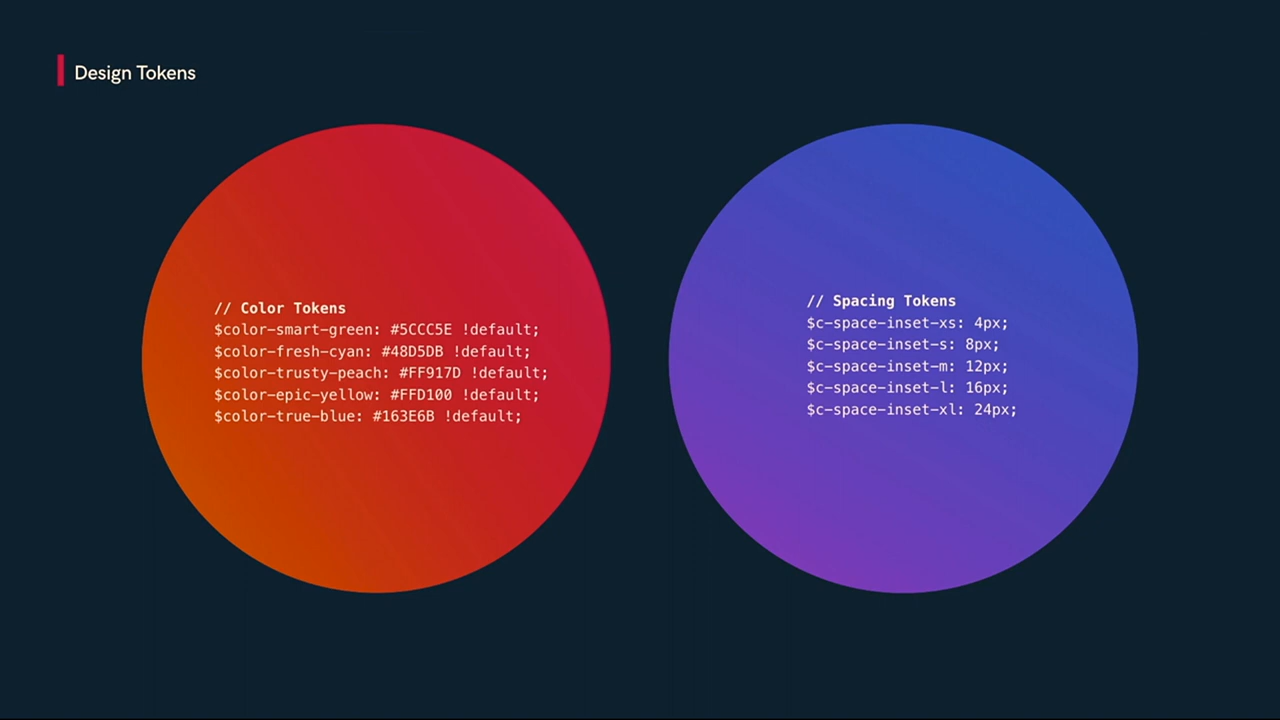 Design Tokens
// Color Tokens
$color-smart-green: #5CCC5E !default;
$color-fresh-cyan: #48D5DB !default;
$color-trusty-peach: #FF917D !default;
$color-epic-yellow: #FFD100 !default;
$color-true-blue: #163E6B !default;
// Spacing Tokens
$c-space-inset-xs: 4px;
$c-space-inset-s: 8px;
$c-space-inset-m: 12px;
$c-space-inset-l: 16px;
$c-space-inset-xl: 24px;